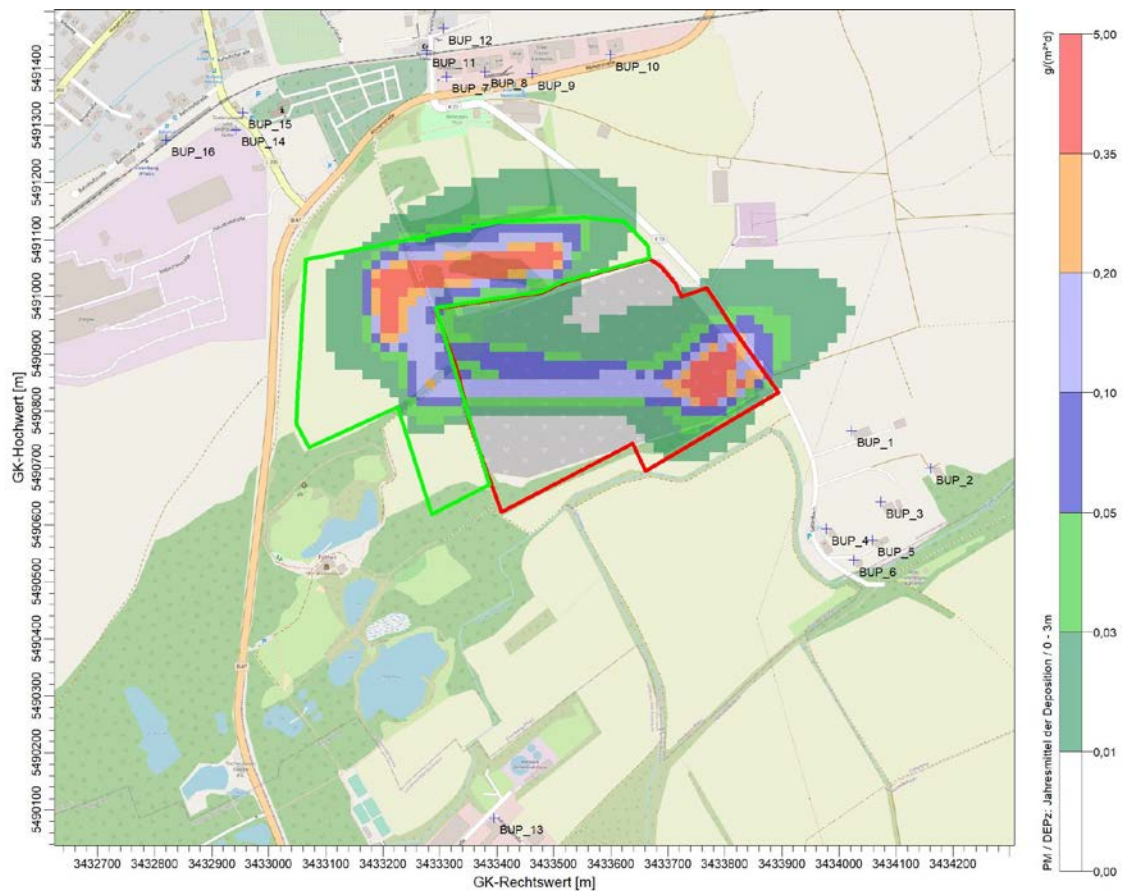 g/(m²*d)
5,00
0,35
0,20
0,10
0,05
0,03
0,01
0,00
PM / DEPz: Jahresmittel der Deposition / 0 - 3m
GK-Hochwert [m]
5491400
5491300
5491200
5491100
5491000
5490900
5490800
5490700
5490600
5490500
5490400
5490300
5490200
5490100
BUP_12
BUP_11
BUP_10
BUP_7
BUP_8
BUP_9
BUP_15
BUP_14
BUP_16
BUP_1
BUP_2
BUP_3
BUP_4
BUP_5
BUP_6
BUP_13
3432700
3432800
3432900
3433000
3433100
3433200
3433300
3433400
3433500
3433600
3433700
3433800
3433900
3434000
3434100
3434200
GK-Rechtswert [m]